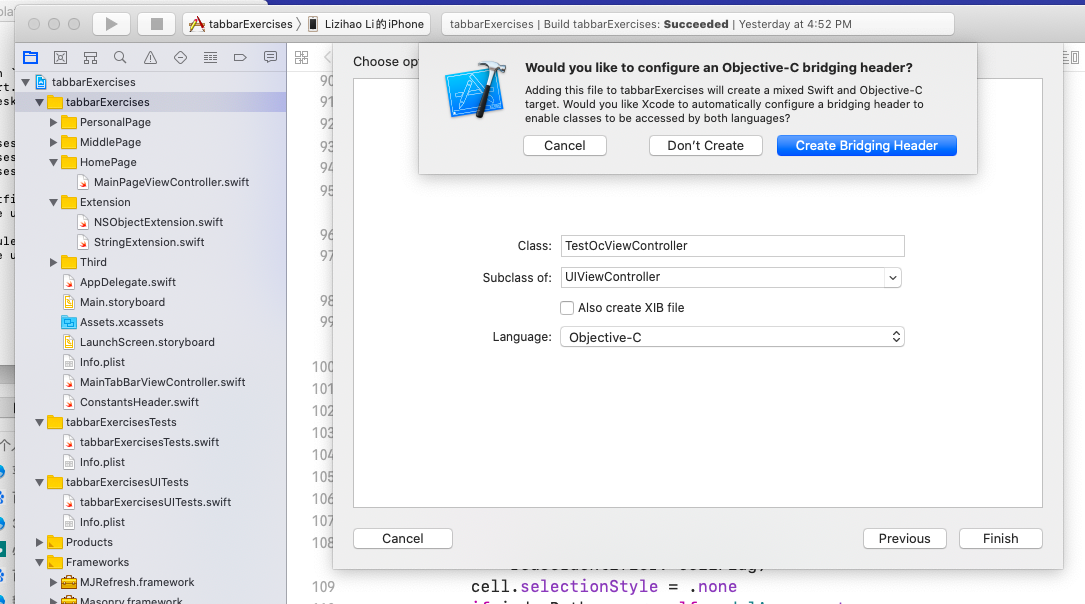 tabbarExercises
Lizihao Li的iPhone
tabbarExercises | Build tabbarExercises: Succeeded | Yesterday at 4:52 PM
tabbarExercises
tabbarExercises
PersonalPage
MiddlePage
HomePage
MainPageViewController.swift
Extension
NSObjectExtension.swift
StringExtension.swift
Third
AppDelegate.swift
Main.storyboard
Assets.xcassets
LaunchScreen.storyboard
Info.plist
MainTabBarViewController.swift
ConstantsHeader.swift
tabbarExercisesTests
tabbarExercisesTests.swift
Info.plist
tabbarExercisesUITests
tabbarExercisesUITests.swift
Info.plist
Products
Frameworks
MJRefresh.framework
Masonry.framework
Choose
Would you like to configure an Objective-C bridging header?
Adding this file to tabbarExercises will create a mixed Swift and Objective-C
target. Would you like Xcode to automatically configure a bridging header to
enable classes to be accessed by both languages?
Cancel
Don't Create
Create Bridging Header
Class: TestOcViewController
Subclass of: UIViewController
Also create XIB file
Language: Objective-C
Cancel
Previous
Finish
90
91
92
93
94
95
96
97
98
99
100
101
102
103
104
105
106
107
108
109 cell.selectionStyle = .none